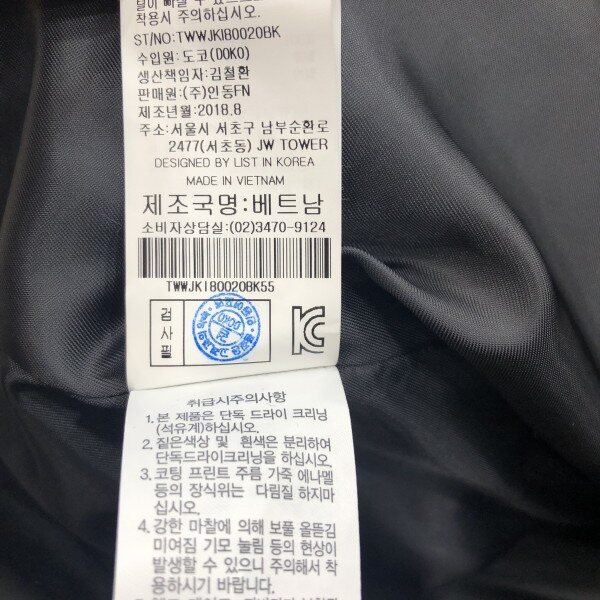 착용시 주의하십시오.
ST/NO:TWWJKI80020BK
수입원:도코(DOKO)
생산책임자:김철환
판매원:(주)인동FN
제조년월:2018.8
주소:서울시 서초구 남부순환로
2477(서초동) JW TOWER
DESIGNED BY LIST IN KOREA
MADE IN VIETNAM
제조국명:베트남
소비자상담실:(02)3470-9124
TWWJKI80020BK55
검사필
DOKO
취급시주의사항
1.본 제품은 단독 드라이 크리닝
(석유계)하십시오.
2.짙은색상 및 흰색은 분리하여
단독드라이크리닝을 하십시오.
3.코팅 프린트 주름 가죽 에나멜
등의 장식위는 다림질 하지마
십시오.
4.강한 마찰에 의해 보풀 올뜯김
미여짐 기모 눌림 등의 현상이
발생할 수 있으니 주의해서 착
용하시기 바랍니다.